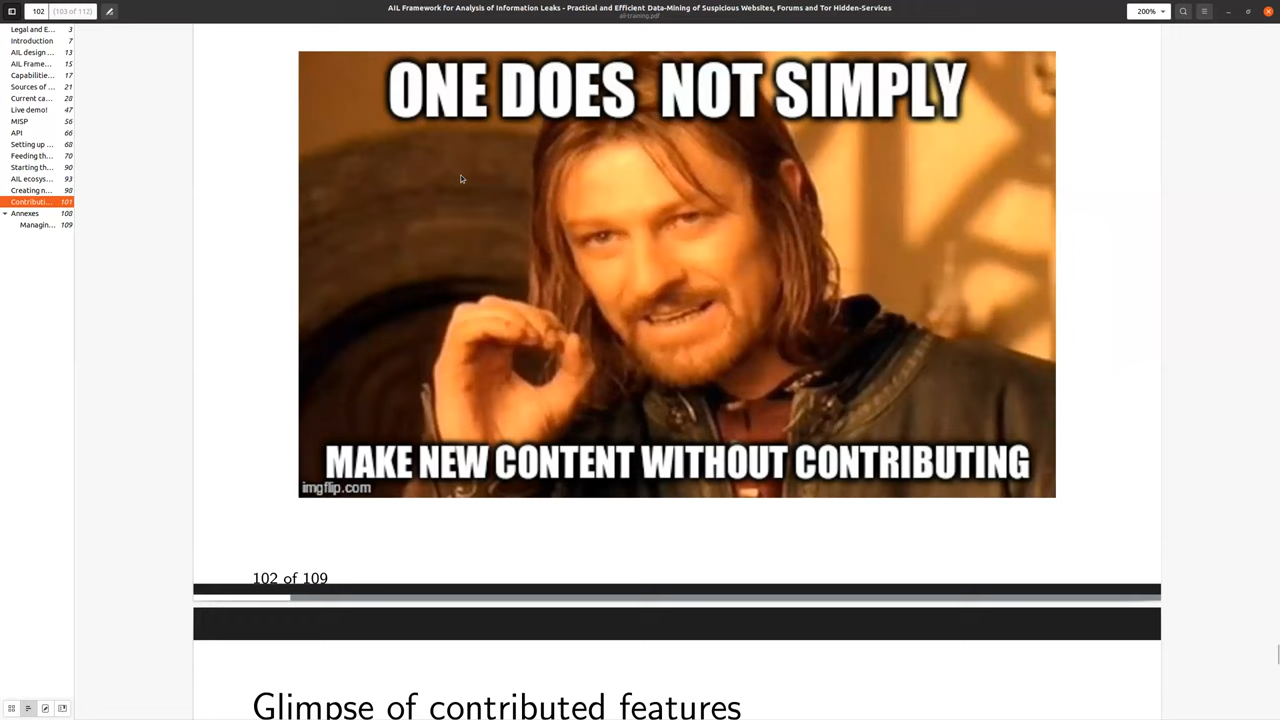 102
(103 of 112)
AIL Framework for Analysis of Information Leaks - Practical and Efficient Data-Mining of Suspicious Websites, Forums and Tor Hidden-Services
ail-training.pdf
200%
Legal and E... 3
Introduction 7
AIL design ... 13
AIL Frame... 15
Capabilitie... 17
Sources of ... 21
Current ca... 28
Live demo! 47
MISP 56
API 66
Setting up ... 68
Feeding th... 70
Starting th... 90
AIL ecosys... 93
Creating n... 98
Contributi... 101
Annexes 108
Managin... 109
ONE DOES NOT SIMPLY
MAKE NEW CONTENT WITHOUT CONTRIBUTING
imgflip.com
102 of 109
Glimpse of contributed features